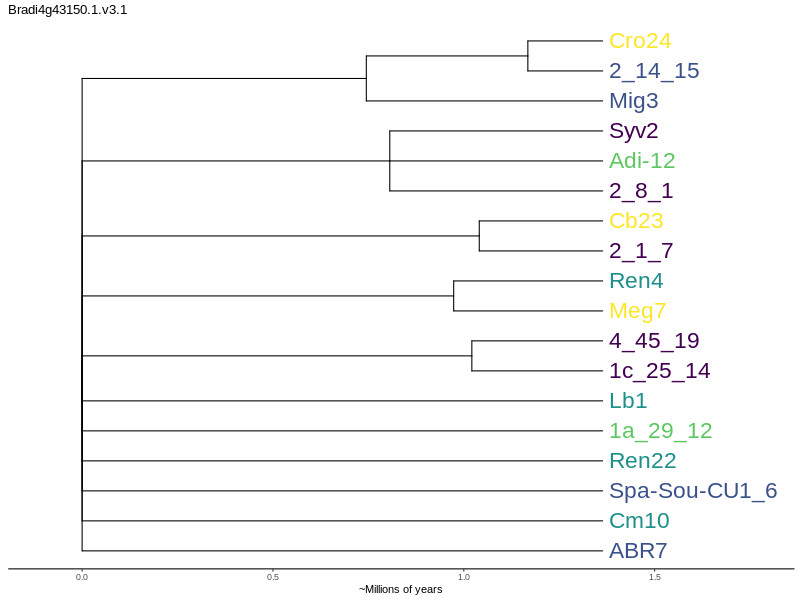 Bradi4g43150.1.v3.1
Cro24
2_14_15
Mig3
Syv2
Adi-12
2_8_1
Cb23
2_1_7
Ren4
Meg7
4_45_19
1c_25_14
Lb1
1a_29_12
Ren22
Spa-Sou-CU1_6
Cm10
ABR7
0.0 0.5 1.0 1.5
~Millions of years